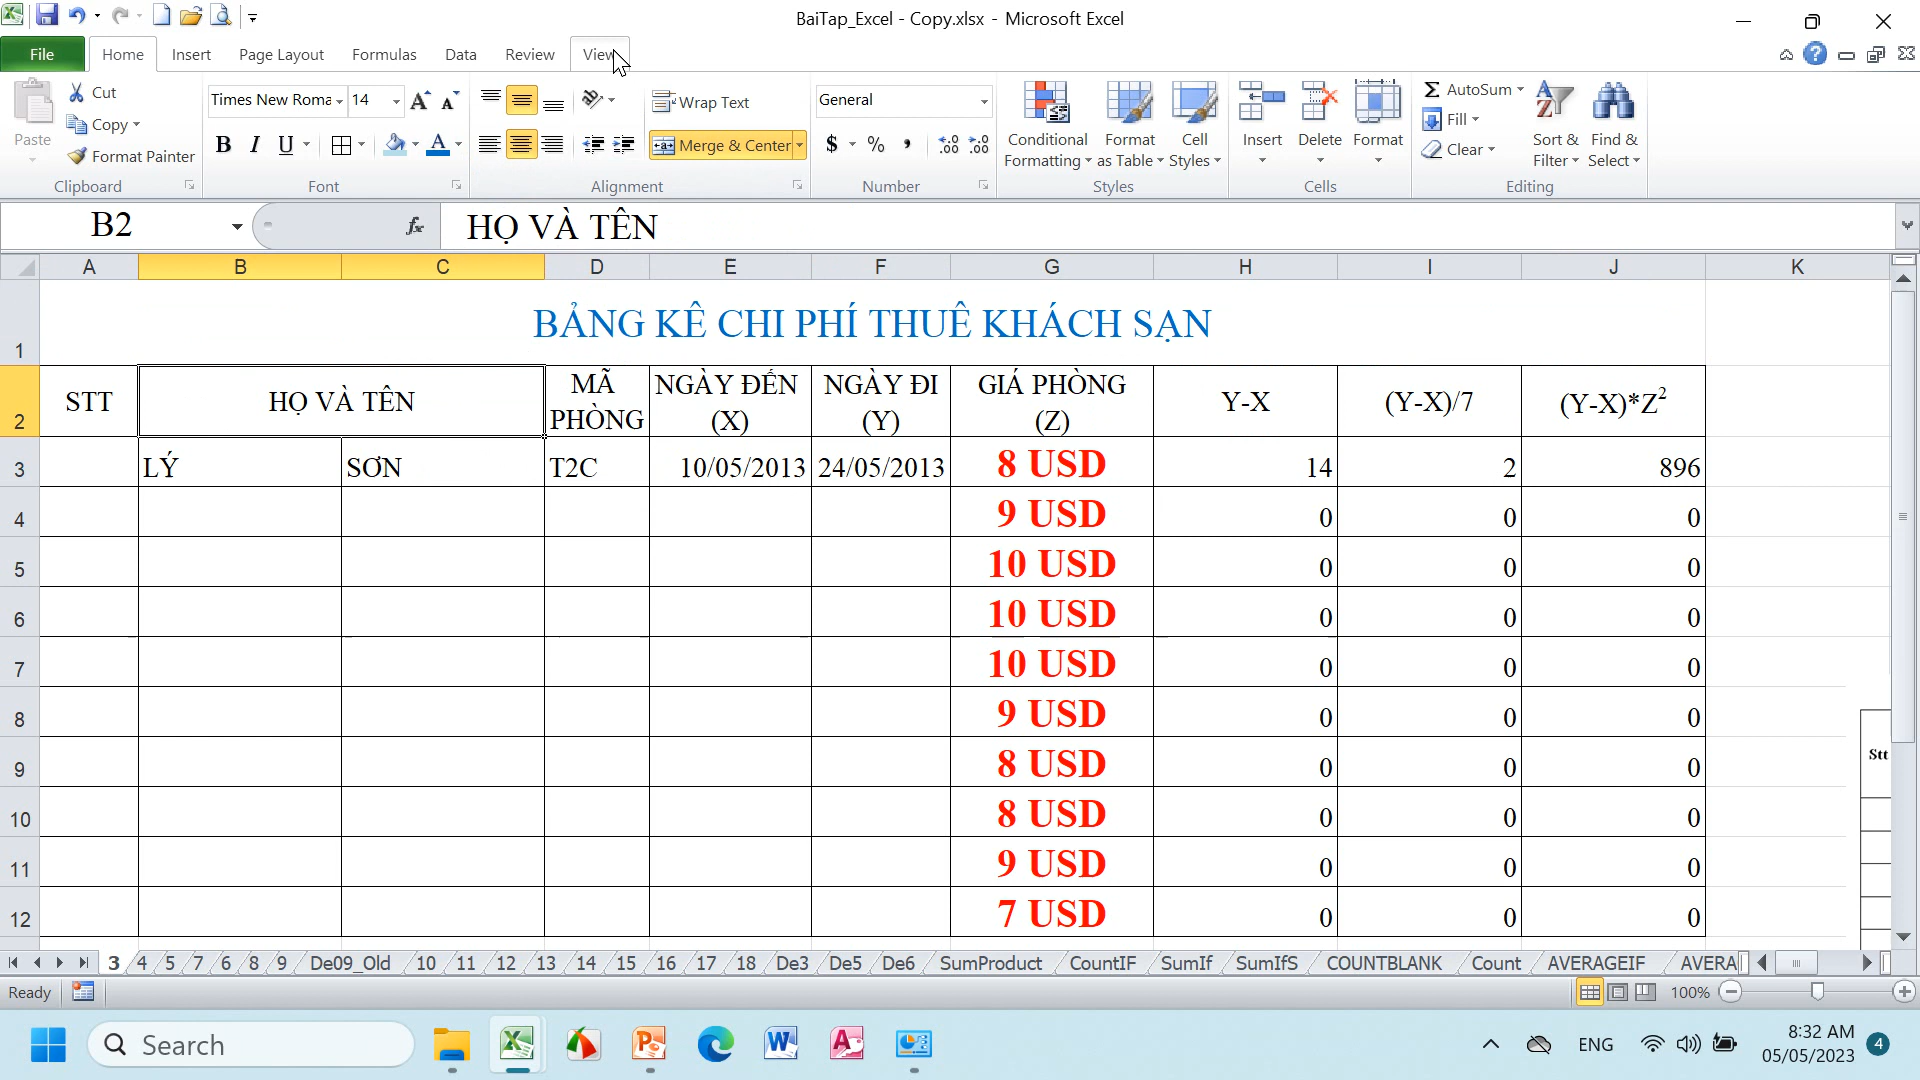 BaiTap_Excel - Copy.xlsx - Microsoft Excel
File Home Insert Page Layout Formulas Data Review View
Paste
Cut
Copy
Format Painter
Clipboard
Times New Roma 14
B I U
Font
Wrap Text
Merge & Center
Alignment
General
$ % ,
Number
Conditional Formatting
Format as Table
Cell Styles
Styles
Insert Delete Format
Cells
AutoSum
Fill
Clear
Sort & Filter
Find & Select
Editing
B2 fx HỌ VÀ TÊN
A B C D E F G H I J K
1 BẢNG KÊ CHI PHÍ THUÊ KHÁCH SẠN
2 STT HỌ VÀ TÊN MÃ PHÒNG NGÀY ĐẾN (X) NGÀY ĐI (Y) GIÁ PHÒNG (Z) Y-X (Y-X)/7 (Y-X)*Z²
3 LÝ SƠN T2C 10/05/2013 24/05/2013 8 USD 14 2 896
4 9 USD 0 0 0
5 10 USD 0 0 0
6 10 USD 0 0 0
7 10 USD 0 0 0
8 9 USD 0 0 0
Stt
9 8 USD 0 0 0
10 8 USD 0 0 0
11 9 USD 0 0 0
12 7 USD 0 0 0
3 4 5 7 6 8 9 De09_Old 10 11 12 13 14 15 16 17 18 De3 De5 De6 SumProduct CountIF SumIf SumIfS COUNTBLANK Count AVERAGEIF AVERA
Ready 100%
Search ENG 8:32 AM 4
05/05/2023